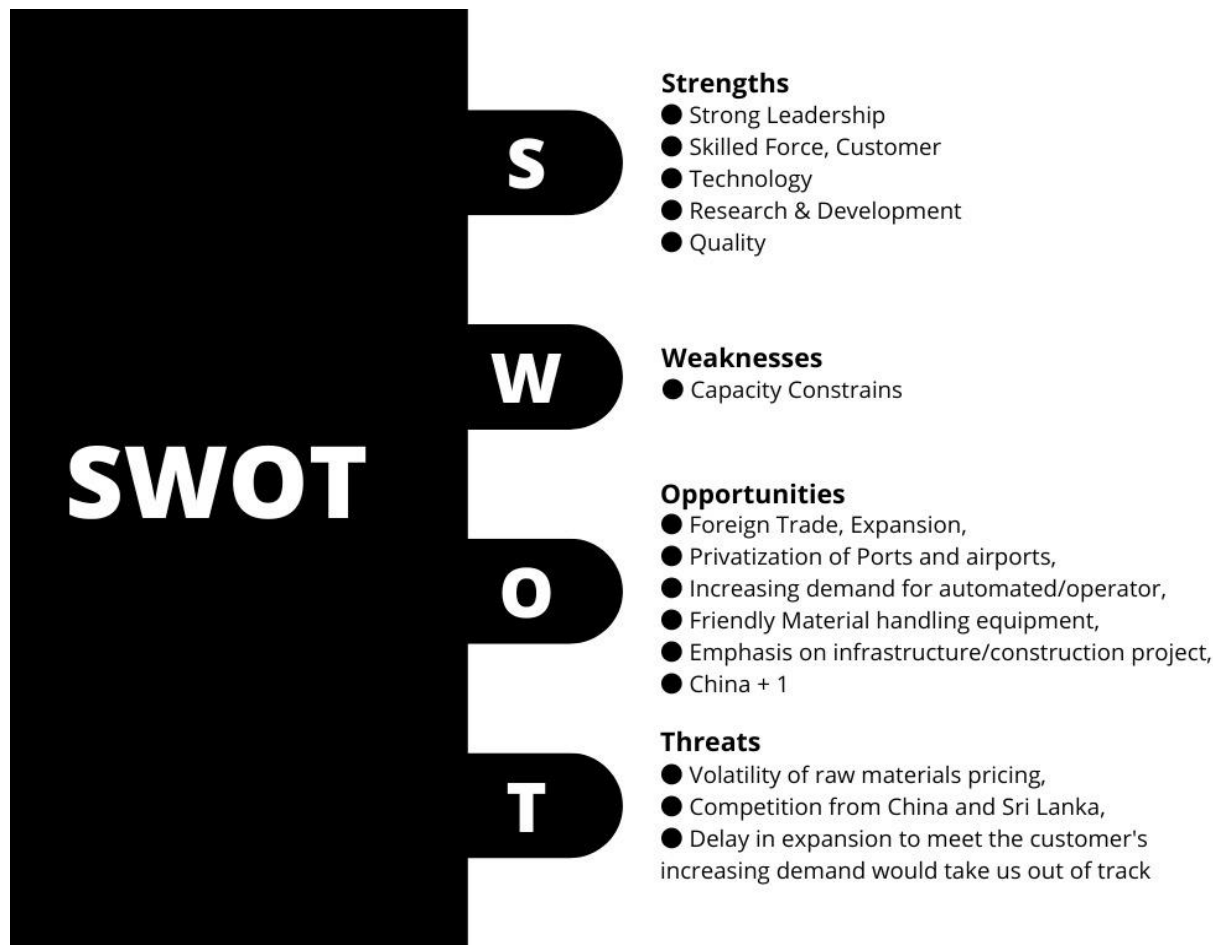 SWOT
S
Strengths
● Strong Leadership
● Skilled Force, Customer
● Technology
● Research & Development
● Quality
W
Weaknesses
● Capacity Constrains
O
Opportunities
● Foreign Trade, Expansion,
● Privatization of Ports and airports,
● Increasing demand for automated/operator,
● Friendly Material handling equipment,
● Emphasis on infrastructure/construction project,
● China + 1
T
Threats
● Volatility of raw materials pricing,
● Competition from China and Sri Lanka,
● Delay in expansion to meet the customer's
increasing demand would take us out of track